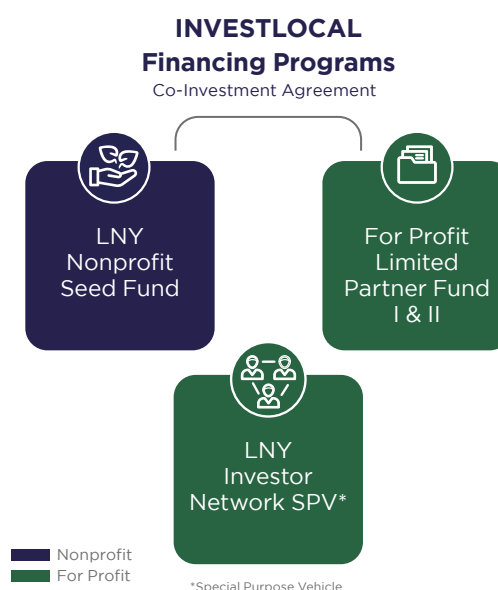 INVESTLOCAL
Financing Programs
Co-Investment Agreement
LNY
Nonprofit
Seed Fund
For Profit
Limited
Partner Fund
I & II
LNY
Investor
Network SPV*
Nonprofit
For Profit
*Special Purpose Vehicle